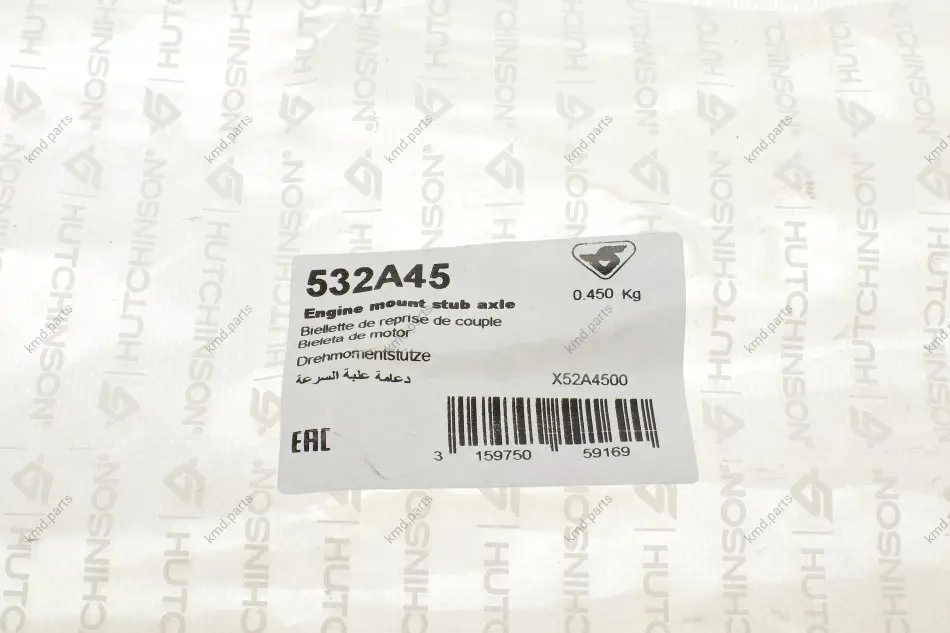 532A45
Engine mount stub axle
Biellette de reprise de couple
Bieleta de motor
Drehmomentstütze
دعامة علبة السرعة
0.450 Kg
X52A4500
EAC
3 159750 59169
HUTCHINSON®
kmd.parts